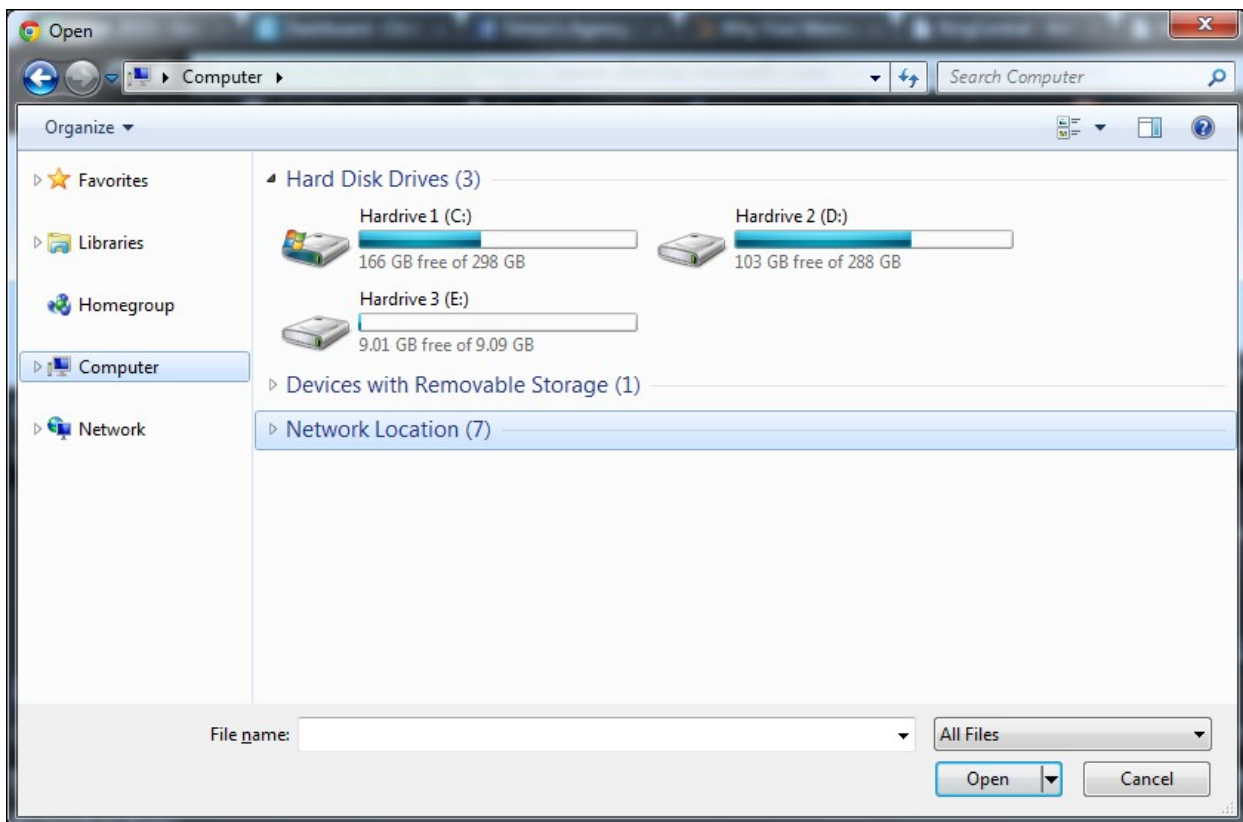 Open
Computer
Search Computer
Organize
Favorites
Libraries
Homegroup
Computer
Network
Hard Disk Drives (3)
Hardrive 1 (C:)
166 GB free of 298 GB
Hardrive 2 (D:)
103 GB free of 288 GB
Hardrive 3 (E:)
9.01 GB free of 9.09 GB
Devices with Removable Storage (1)
Network Location (7)
File name:
All Files
Open
Cancel